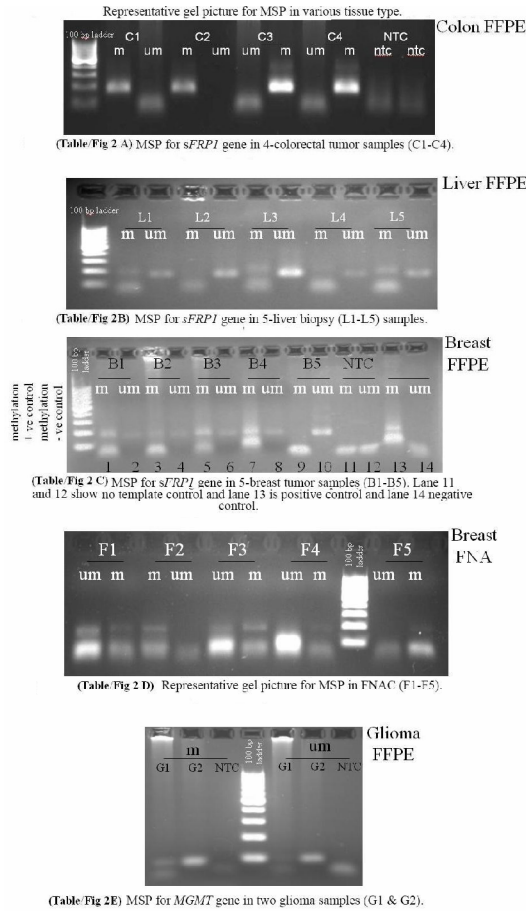 Representative gel picture for MSP in various tissue type.
Colon FFPE
100 bp ladder C1 C2 C3 C4 NTC
m um m um um m um m ntc ntc
(Table/Fig 2 A) MSP for sFRP1 gene in 4-colorectal tumor samples (C1-C4).
Liver FFPE
100 bp ladder L1 L2 L3 L4 L5
m um m um m um m um m um
(Table/Fig 2B) MSP for sFRP1 gene in 5-liver biopsy (L1-L5) samples.
Breast
FFPE
methylation
+ ve control
methylation
- ve control
100 bp
ladder
B1 B2 B3 B4 B5 NTC
m um m um m um m um m um m um m um
1 2 3 4 5 6 7 8 9 10 11 12 13 14
(Table/Fig 2 C) MSP for sFRP1 gene in 5-breast tumor samples (B1-B5). Lane 11
and 12 show no template control and lane 13 is positive control and lane 14 negative
control.
Breast
FNA
F1 F2 F3 F4 100 bp ladder F5
um m m um um m um m um m
(Table/Fig 2 D) Representative gel picture for MSP in FNAC (F1-F5).
Glioma
FFPE
m 100 bp ladder um
G1 G2 NTC G1 G2 NTC
(Table/Fig 2E) MSP for MGMT gene in two glioma samples (G1 & G2).